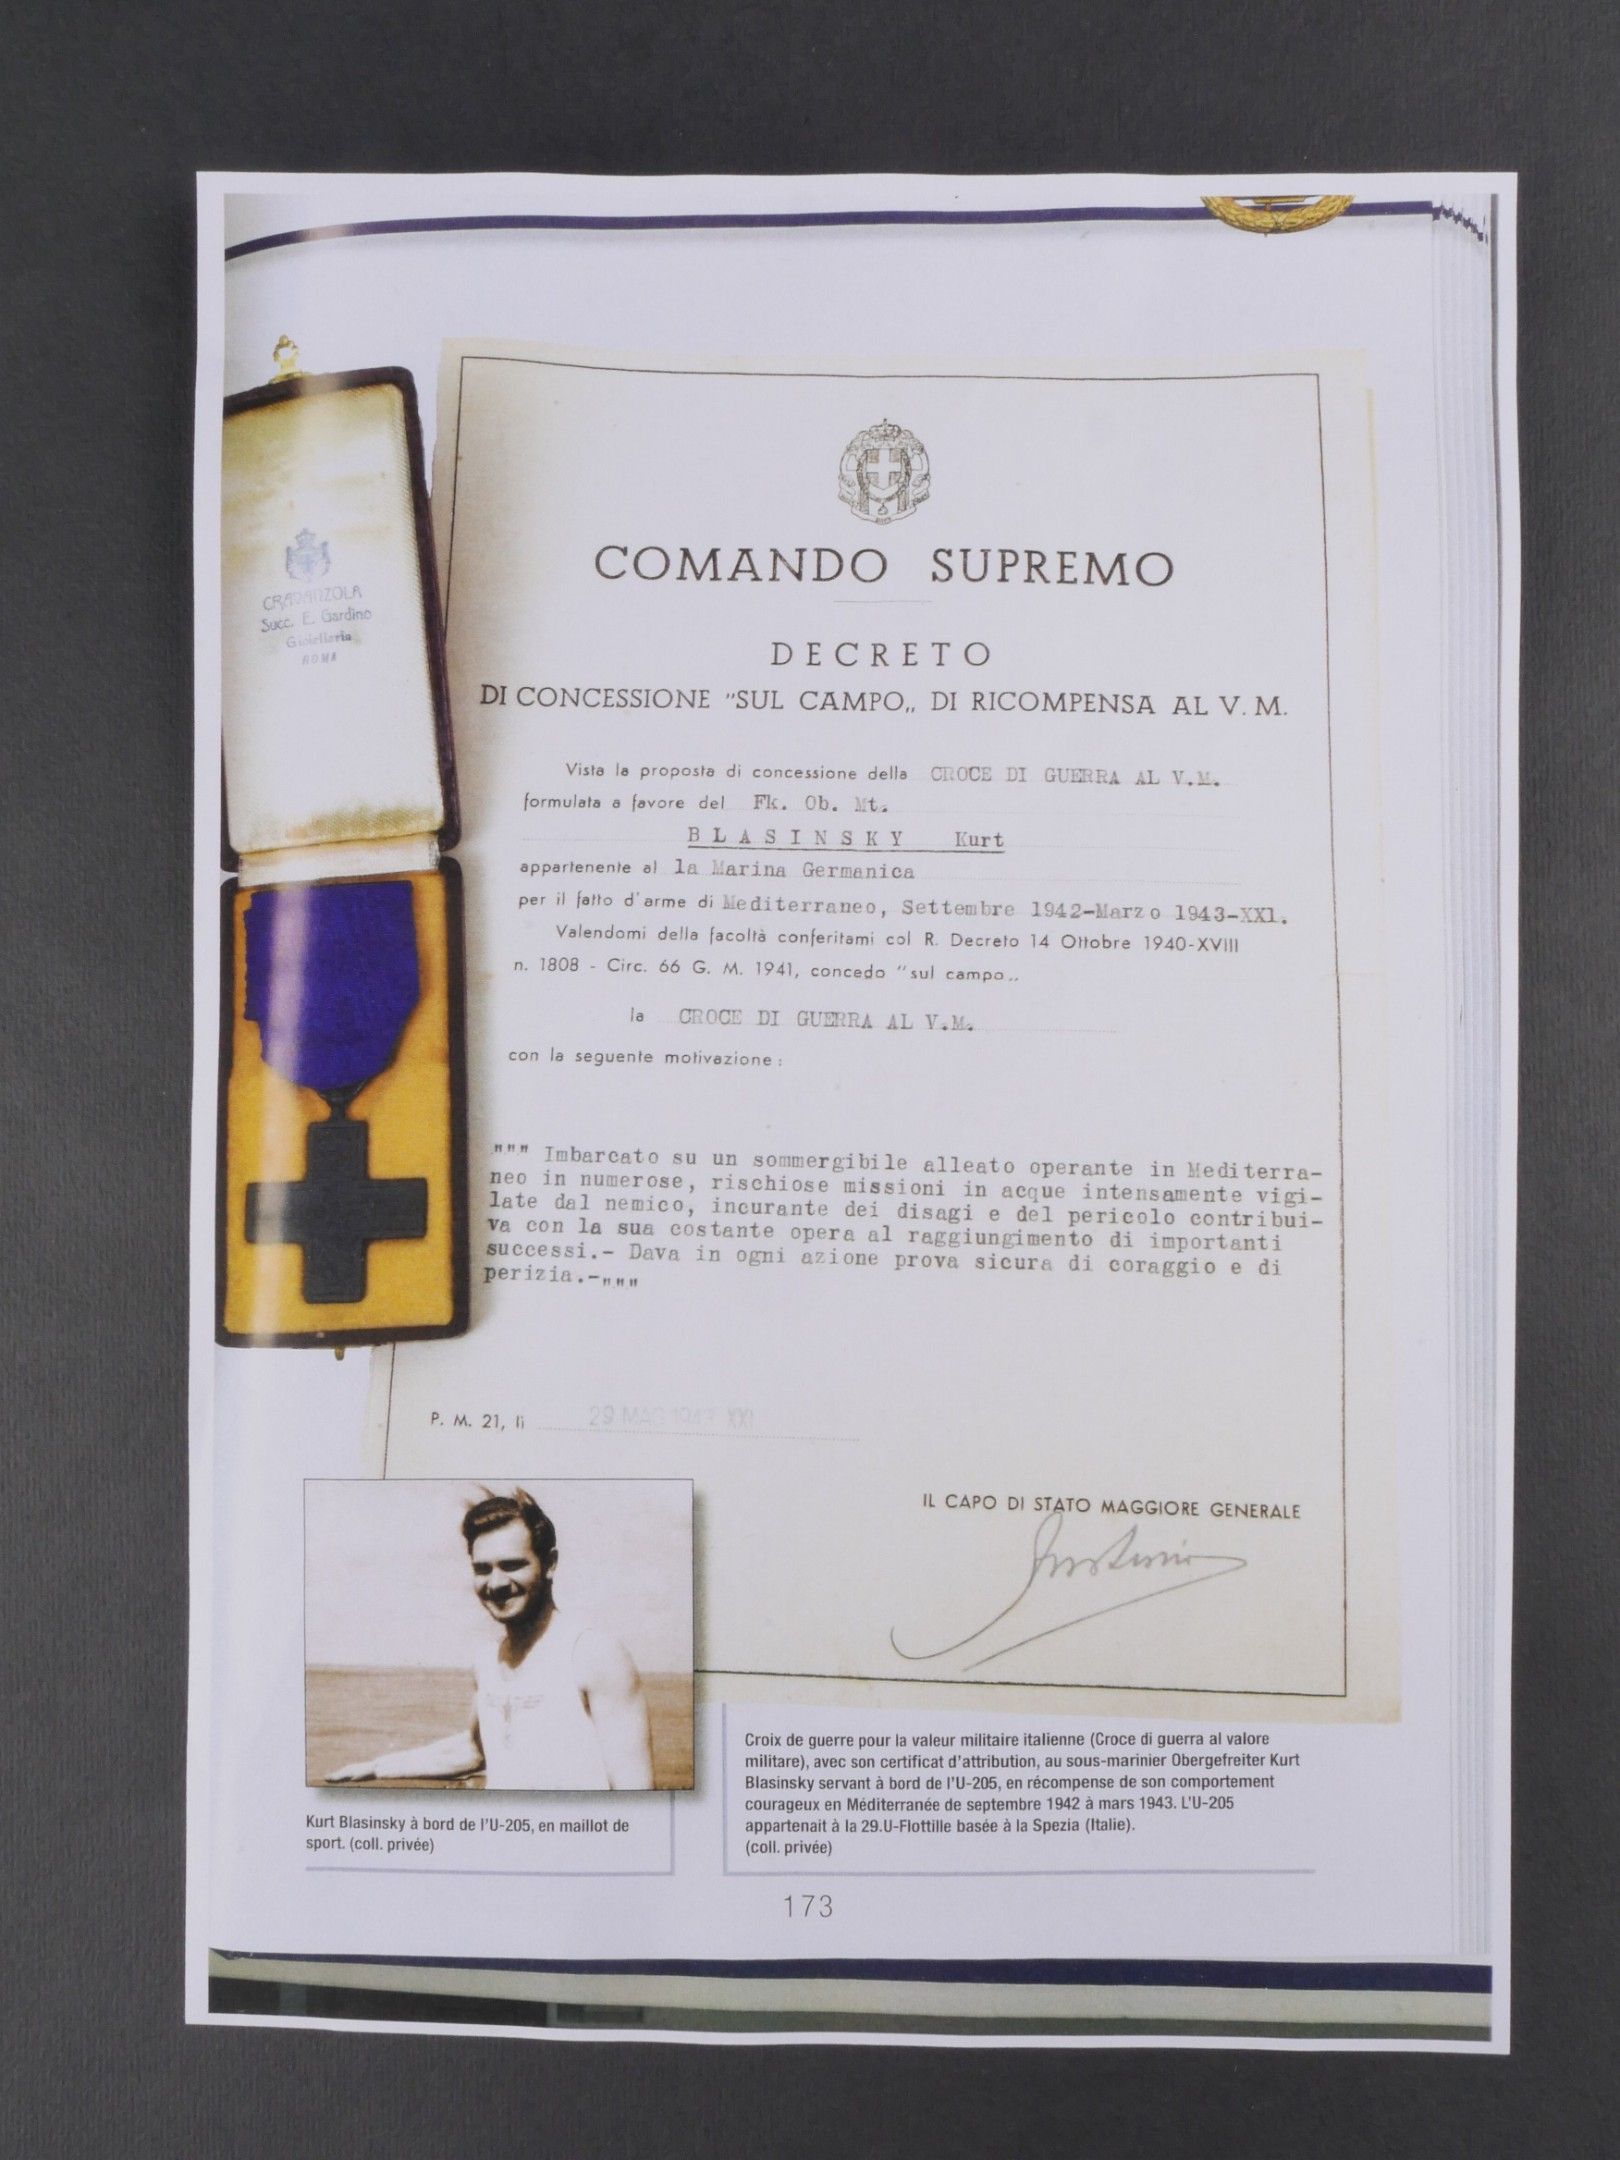 CRAVANZOLA
Succ. E. Gardino
Gioielleria
ROMA
COMANDO SUPREMO
DECRETO
DI CONCESSIONE "SUL CAMPO„ DI RICOMPENSA AL V. M.
Vista la proposta di concessione della CROCE DI GUERRA AL V.M.
formulata a favore del Fk. Ob. Mt.
BLASINSKY Kurt
appartenente al la Marina Germanica
per il fatto d'arme di Mediterraneo, Settembre 1942-Marzo 1943-XXI.
Valendomi della facoltà conferitami col R. Decreto 14 Ottobre 1940-XVIII
n. 1808 - Circ. 66 G. M. 1941, concedo "sul campo„
la CROCE DI GUERRA AL V.M.
con la seguente motivazione :
""" Imbarcato su un sommergibile alleato operante in Mediterra-
neo in numerose, rischiose missioni in acque intensamente vigi-
late dal nemico, incurante dei disagi e del pericolo contribui-
va con la sua costante opera al raggiungimento di importanti
successi.- Dava in ogni azione prova sicura di coraggio e di
perizia.-"""
P. M. 21, lì 29 MAG 1943 XXI
IL CAPO DI STATO MAGGIORE GENERALE
Kurt Blasinsky à bord de l'U-205, en maillot de
sport. (coll. privée)
Croix de guerre pour la valeur militaire italienne (Croce di guerra al valore
militare), avec son certificat d'attribution, au sous-marinier Obergefreiter Kurt
Blasinsky servant à bord de l'U-205, en récompense de son comportement
courageux en Méditerranée de septembre 1942 à mars 1943. L'U-205
appartenait à la 29.U-Flottille basée à la Spezia (Italie).
(coll. privée)
173